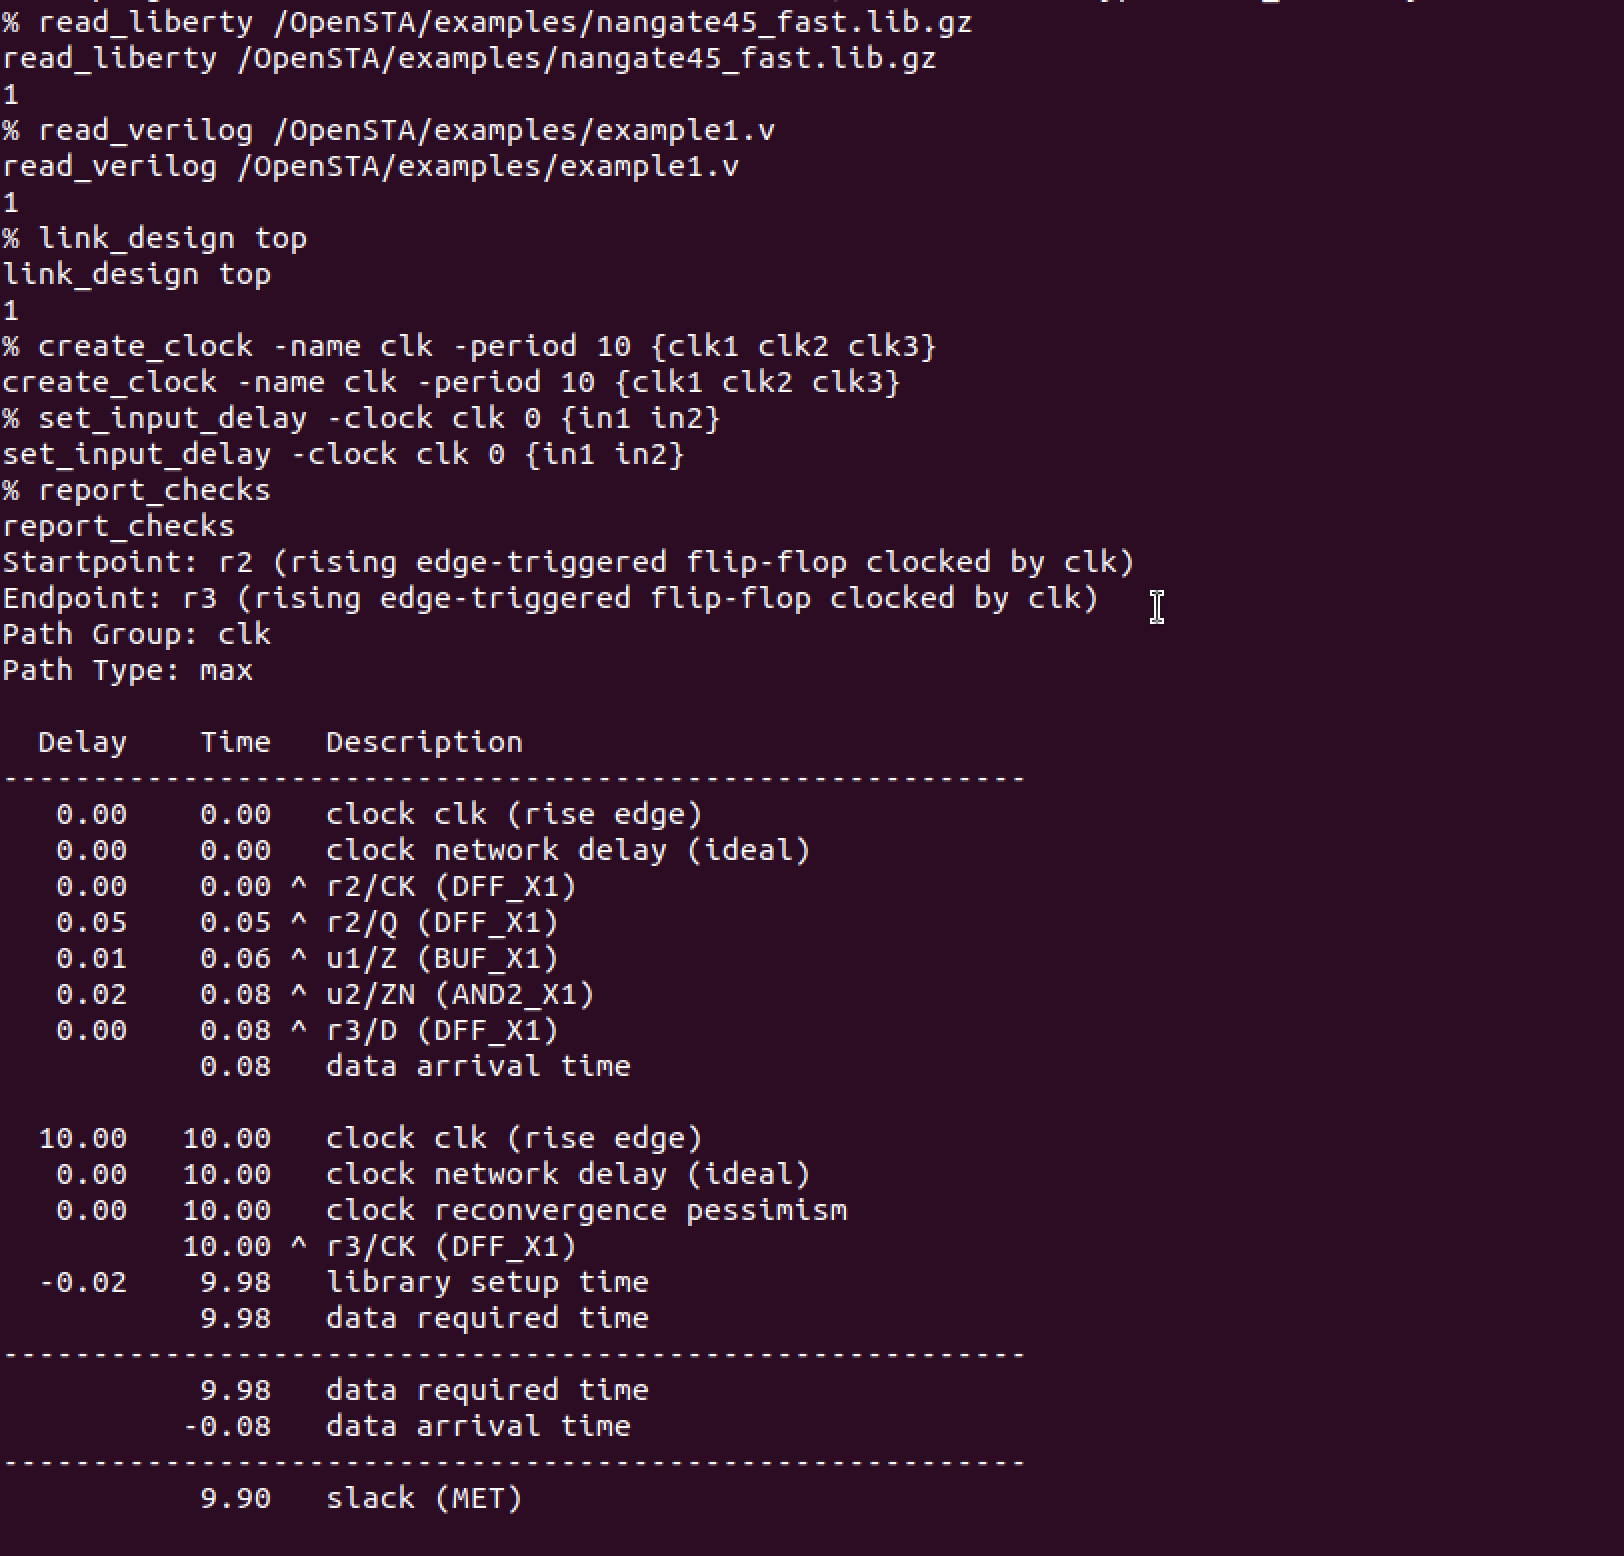 % read_liberty /OpenSTA/examples/nangate45_fast.lib.gz
read_liberty /OpenSTA/examples/nangate45_fast.lib.gz
1
% read_verilog /OpenSTA/examples/example1.v
read_verilog /OpenSTA/examples/example1.v
1
% link_design top
link_design top
1
% create_clock -name clk -period 10 {clk1 clk2 clk3}
create_clock -name clk -period 10 {clk1 clk2 clk3}
% set_input_delay -clock clk 0 {in1 in2}
set_input_delay -clock clk 0 {in1 in2}
% report_checks
report_checks
Startpoint: r2 (rising edge-triggered flip-flop clocked by clk)
Endpoint: r3 (rising edge-triggered flip-flop clocked by clk)
Path Group: clk
Path Type: max

  Delay    Time   Description
---------------------------------------------------------
   0.00    0.00   clock clk (rise edge)
   0.00    0.00   clock network delay (ideal)
   0.00    0.00 ^ r2/CK (DFF_X1)
   0.05    0.05 ^ r2/Q (DFF_X1)
   0.01    0.06 ^ u1/Z (BUF_X1)
   0.02    0.08 ^ u2/ZN (AND2_X1)
   0.00    0.08 ^ r3/D (DFF_X1)
           0.08   data arrival time

  10.00   10.00   clock clk (rise edge)
   0.00   10.00   clock network delay (ideal)
   0.00   10.00   clock reconvergence pessimism
          10.00 ^ r3/CK (DFF_X1)
  -0.02    9.98   library setup time
           9.98   data required time
---------------------------------------------------------
           9.98   data required time
          -0.08   data arrival time
---------------------------------------------------------
           9.90   slack (MET)